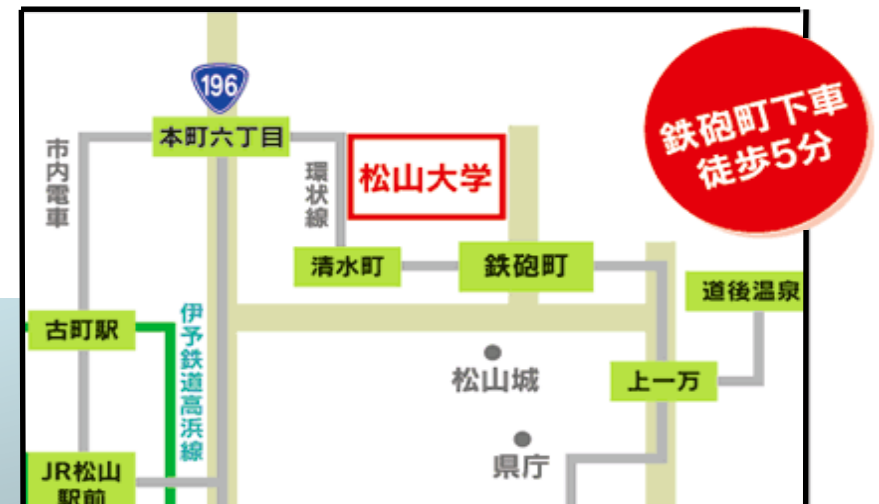 196
鉄砲町下車
徒歩5分
本町六丁目
市内電車
環状線
松山大学
清水町
鉄砲町
道後温泉
伊予鉄道高浜線
古町駅
松山城
上一万
県庁
JR松山
駅前